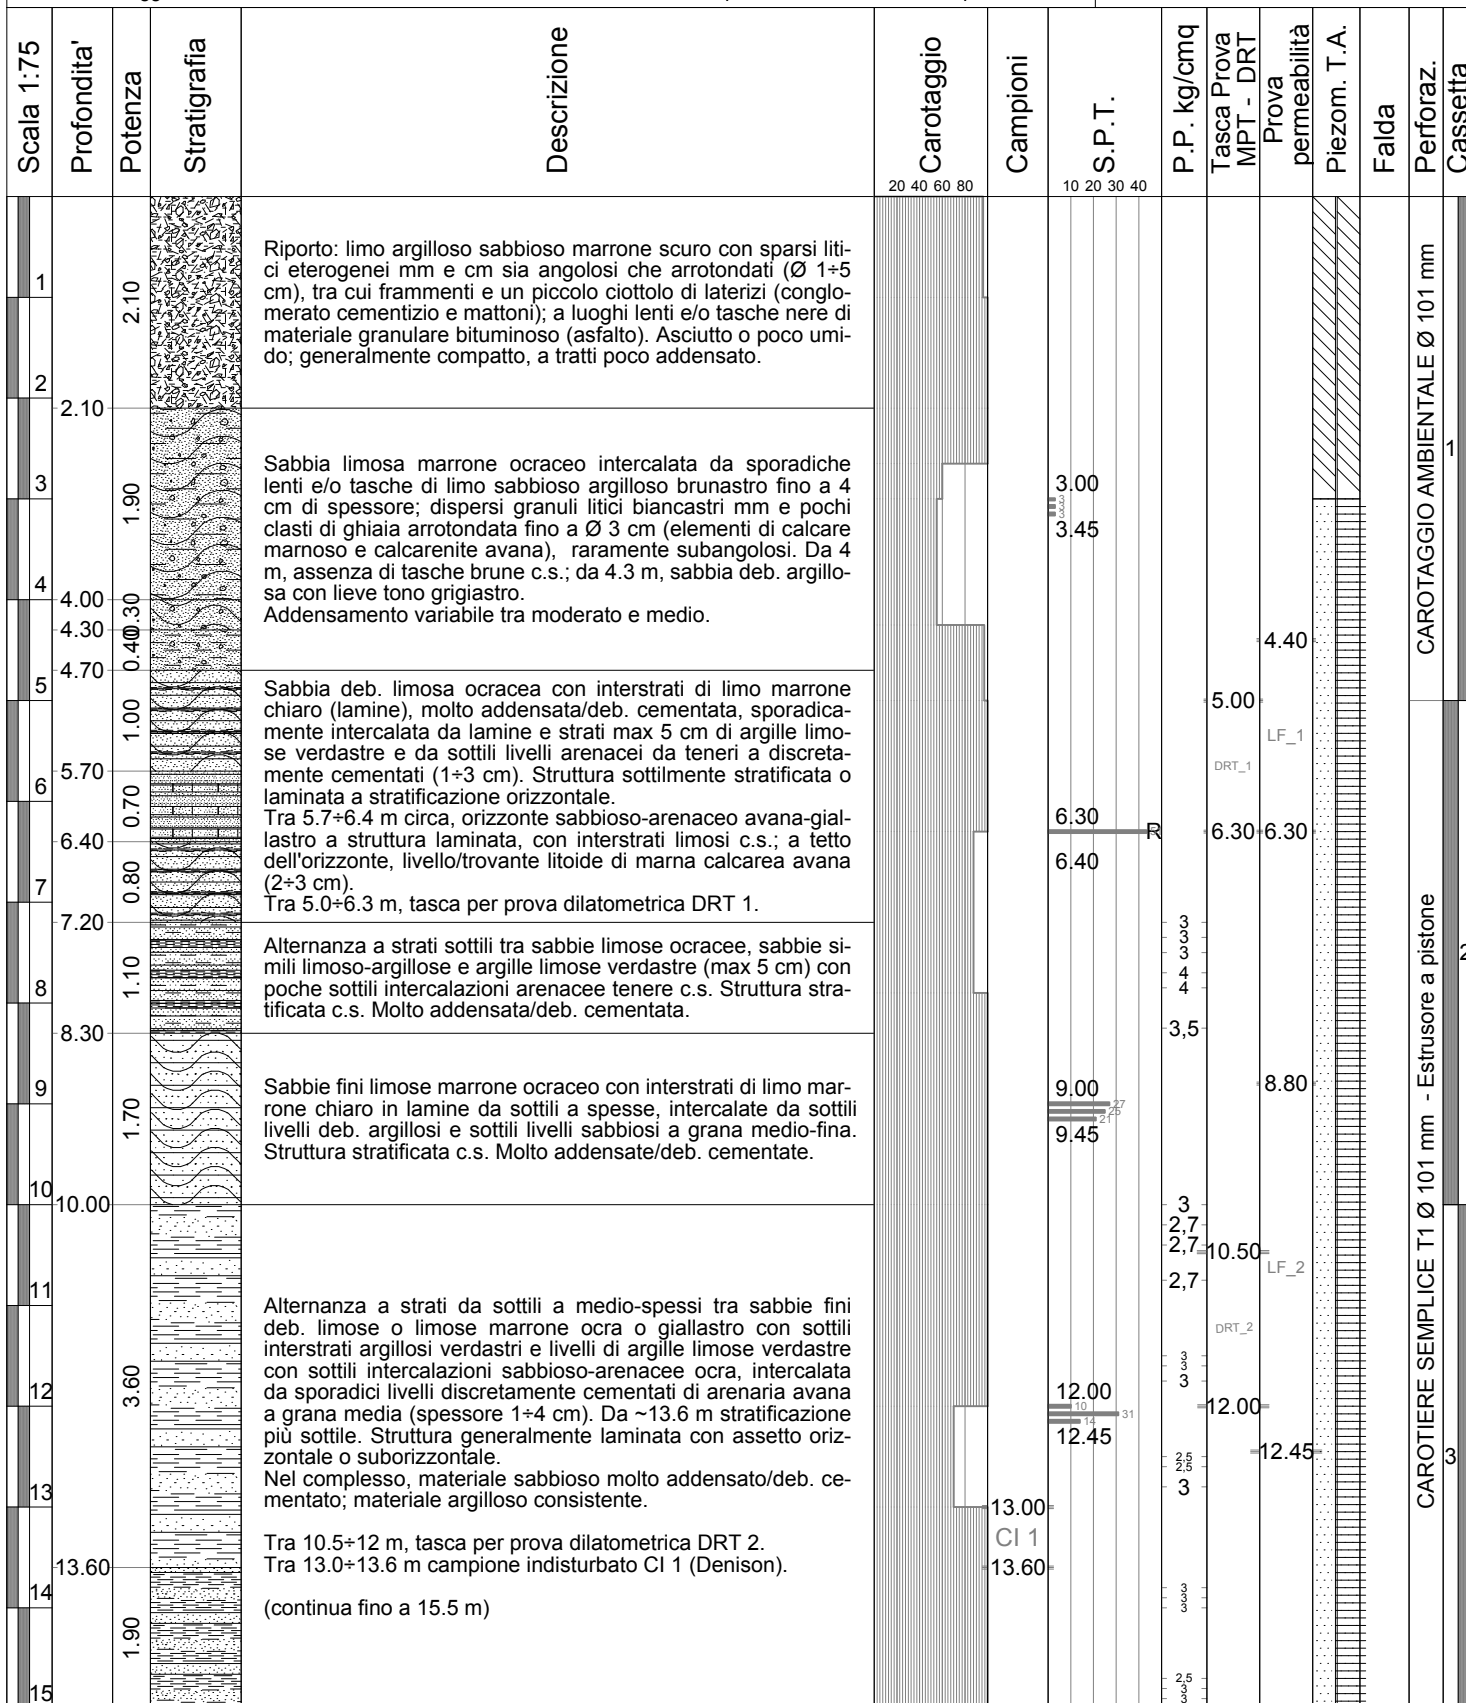 Scala 1:75
Profondita'
Potenza
Stratigrafia
Descrizione
Carotaggio
20 40 60 80
Campioni
S.P.T.
10 20 30 40
P.P. kg/cmq
Tasca Prova
MPT - DRT
Prova
permeabilità
Piezom. T.A.
Falda
Perforaz.
Cassetta
1
2
3
4
5
6
7
8
9
10
11
12
13
14
15
2.10
4.00
4.30
4.70
5.70
6.40
7.20
8.30
10.00
13.60
2.10
1.90
0.30
0.40
1.00
0.70
0.80
1.10
1.70
3.60
1.90
Riporto: limo argilloso sabbioso marrone scuro con sparsi liti-
ci eterogenei mm e cm sia angolosi che arrotondati (Ø 1÷5
cm), tra cui frammenti e un piccolo ciottolo di laterizi (conglo-
merato cementizio e mattoni); a luoghi lenti e/o tasche nere di
materiale granulare bituminoso (asfalto). Asciutto o poco umi-
do; generalmente compatto, a tratti poco addensato.
Sabbia limosa marrone ocraceo intercalata da sporadiche
lenti e/o tasche di limo sabbioso argilloso brunastro fino a 4
cm di spessore; dispersi granuli litici biancastri mm e pochi
clasti di ghiaia arrotondata fino a Ø 3 cm (elementi di calcare
marnoso e calcarenite avana), raramente subangolosi. Da 4
m, assenza di tasche brune c.s.; da 4.3 m, sabbia deb. argillo-
sa con lieve tono grigiastro.
Addensamento variabile tra moderato e medio.
Sabbia deb. limosa ocracea con interstrati di limo marrone
chiaro (lamine), molto addensata/deb. cementata, sporadica-
mente intercalata da lamine e strati max 5 cm di argille limo-
se verdastre e da sottili livelli arenacei da teneri a discreta-
mente cementati (1÷3 cm). Struttura sottilmente stratificata o
laminata a stratificazione orizzontale.
Tra 5.7÷6.4 m circa, orizzonte sabbioso-arenaceo avana-gial-
lastro a struttura laminata, con interstrati limosi c.s.; a tetto
dell'orizzonte, livello/trovante litoide di marna calcarea avana
(2÷3 cm).
Tra 5.0÷6.3 m, tasca per prova dilatometrica DRT 1.
Alternanza a strati sottili tra sabbie limose ocracee, sabbie si-
mili limoso-argillose e argille limose verdastre (max 5 cm) con
poche sottili intercalazioni arenacee tenere c.s. Struttura stra-
tificata c.s. Molto addensata/deb. cementata.
Sabbie fini limose marrone ocraceo con interstrati di limo mar-
rone chiaro in lamine da sottili a spesse, intercalate da sottili
livelli deb. argillosi e sottili livelli sabbiosi a grana medio-fina.
Struttura stratificata c.s. Molto addensate/deb. cementate.
Alternanza a strati da sottili a medio-spessi tra sabbie fini
deb. limose o limose marrone ocra o giallastro con sottili
interstrati argillosi verdastri e livelli di argille limose verdastre
con sottili intercalazioni sabbioso-arenacee ocra, intercalata
da sporadici livelli discretamente cementati di arenaria avana
a grana media (spessore 1÷4 cm). Da ~13.6 m stratificazione
più sottile. Struttura generalmente laminata con assetto oriz-
zontale o suborizzontale.
Nel complesso, materiale sabbioso molto addensato/deb. ce-
mentato; materiale argilloso consistente.
Tra 10.5÷12 m, tasca per prova dilatometrica DRT 2.
Tra 13.0÷13.6 m campione indisturbato CI 1 (Denison).
(continua fino a 15.5 m)
13.00
CI 1
13.60
3.00
3
3
3
3.45
6.30
R
6.40
9.00
27
25
21
9.45
12.00
10
31
14
12.45
3
3
3
4
4
3,5
3
2,7
2,7
2,7
3
3
3
2,5
2,5
3
3
3
3
2,5
3
3
5.00
DRT_1
6.30
10.50
DRT_2
12.00
4.40
LF_1
6.30
8.80
LF_2
12.45
CAROTAGGIO AMBIENTALE Ø 101 mm
CAROTIERE SEMPLICE T1 Ø 101 mm - Estrusore a pistone
1
2
3